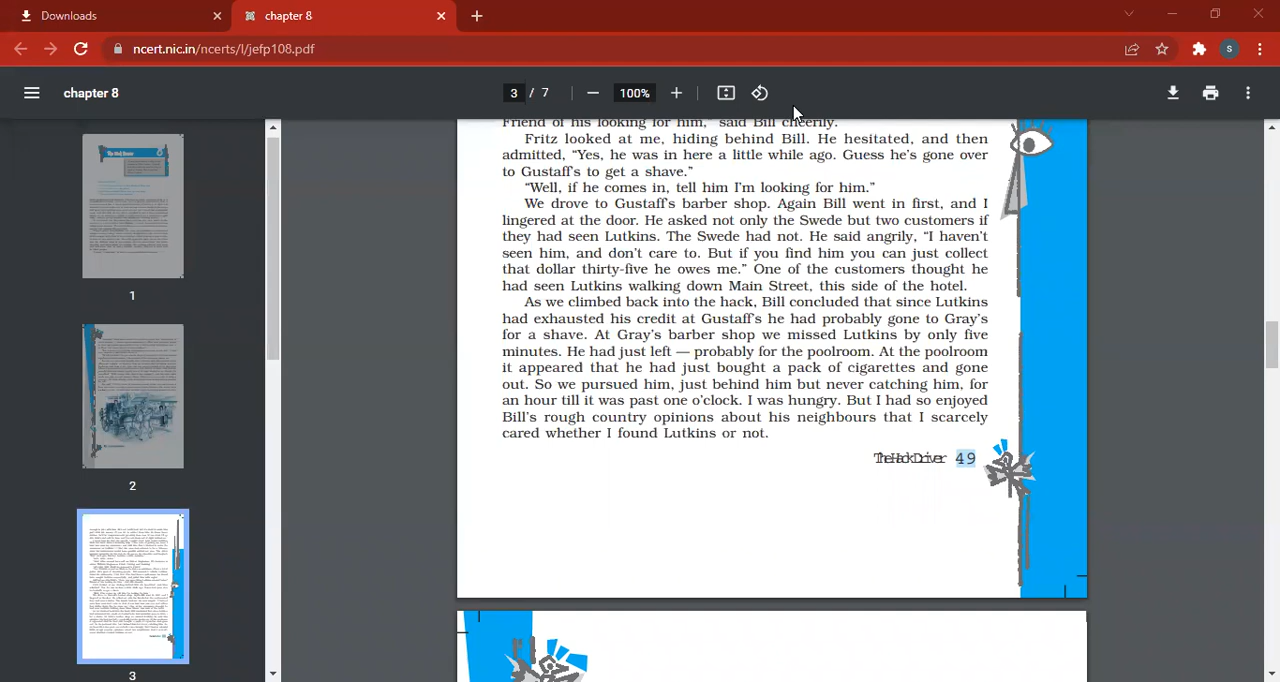 Downloads
chapter 8
ncert.nic.in/ncerts/l/jefp108.pdf
S
chapter 8
3 / 7
100%
Friend of his looking for him," said Bill cheerily.
Fritz looked at me, hiding behind Bill. He hesitated, and then
admitted, “Yes, he was in here a little while ago. Guess he's gone over
to Gustaff's to get a shave.”
“Well, if he comes in, tell him I'm looking for him.”
We drove to Gustaff's barber shop. Again Bill went in first, and I
lingered at the door. He asked not only the Swede but two customers if
they had seen Lutkins. The Swede had not. He said angrily, “I haven't
seen him, and don't care to. But if you find him you can just collect
that dollar thirty-five he owes me.” One of the customers thought he
had seen Lutkins walking down Main Street, this side of the hotel.
As we climbed back into the hack, Bill concluded that since Lutkins
had exhausted his credit at Gustaff's he had probably gone to Gray's
for a shave. At Gray's barber shop we missed Lutkins by only five
minutes. He had just left — probably for the poolroom. At the poolroom
it appeared that he had just bought a pack of cigarettes and gone
out. So we pursued him, just behind him but never catching him, for
an hour till it was past one o'clock. I was hungry. But I had so enjoyed
Bill's rough country opinions about his neighbours that I scarcely
cared whether I found Lutkins or not.
The Hack Driver 49
1
2
3